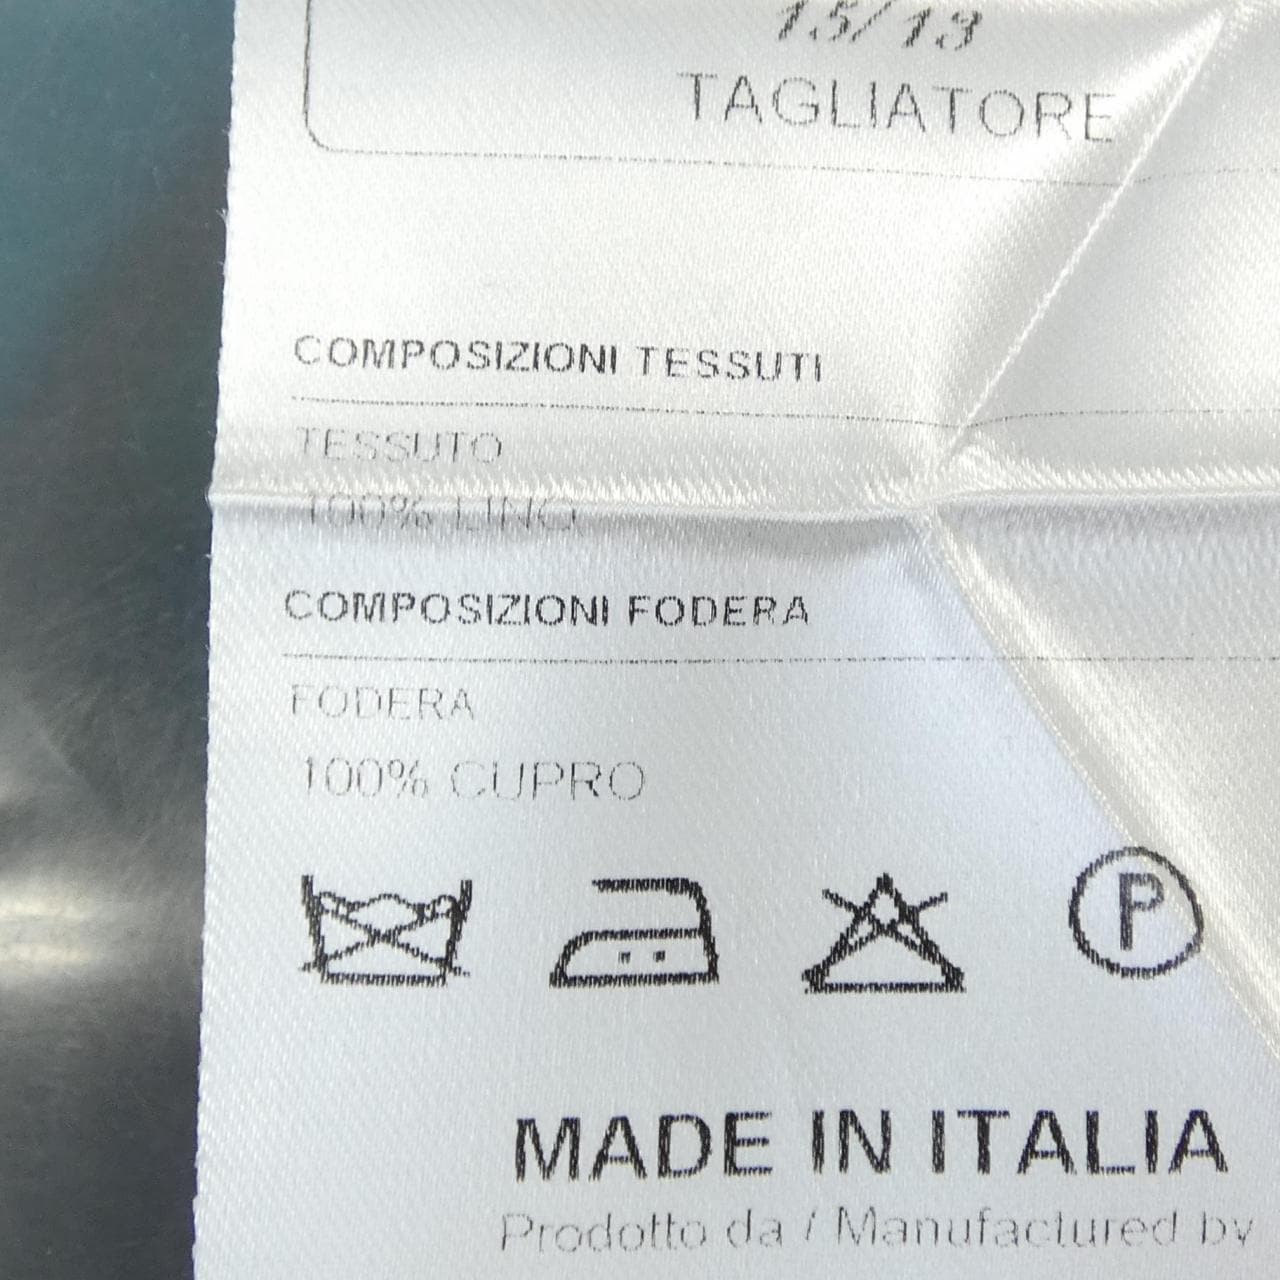 15/13
TAGLIATORE
COMPOSIZIONI TESSUTI
TESSUTO
100% LINO
COMPOSIZIONI FODERA
FODERA
100% CUPRO
P
MADE IN ITALIA
Prodotto da / Manufactured by